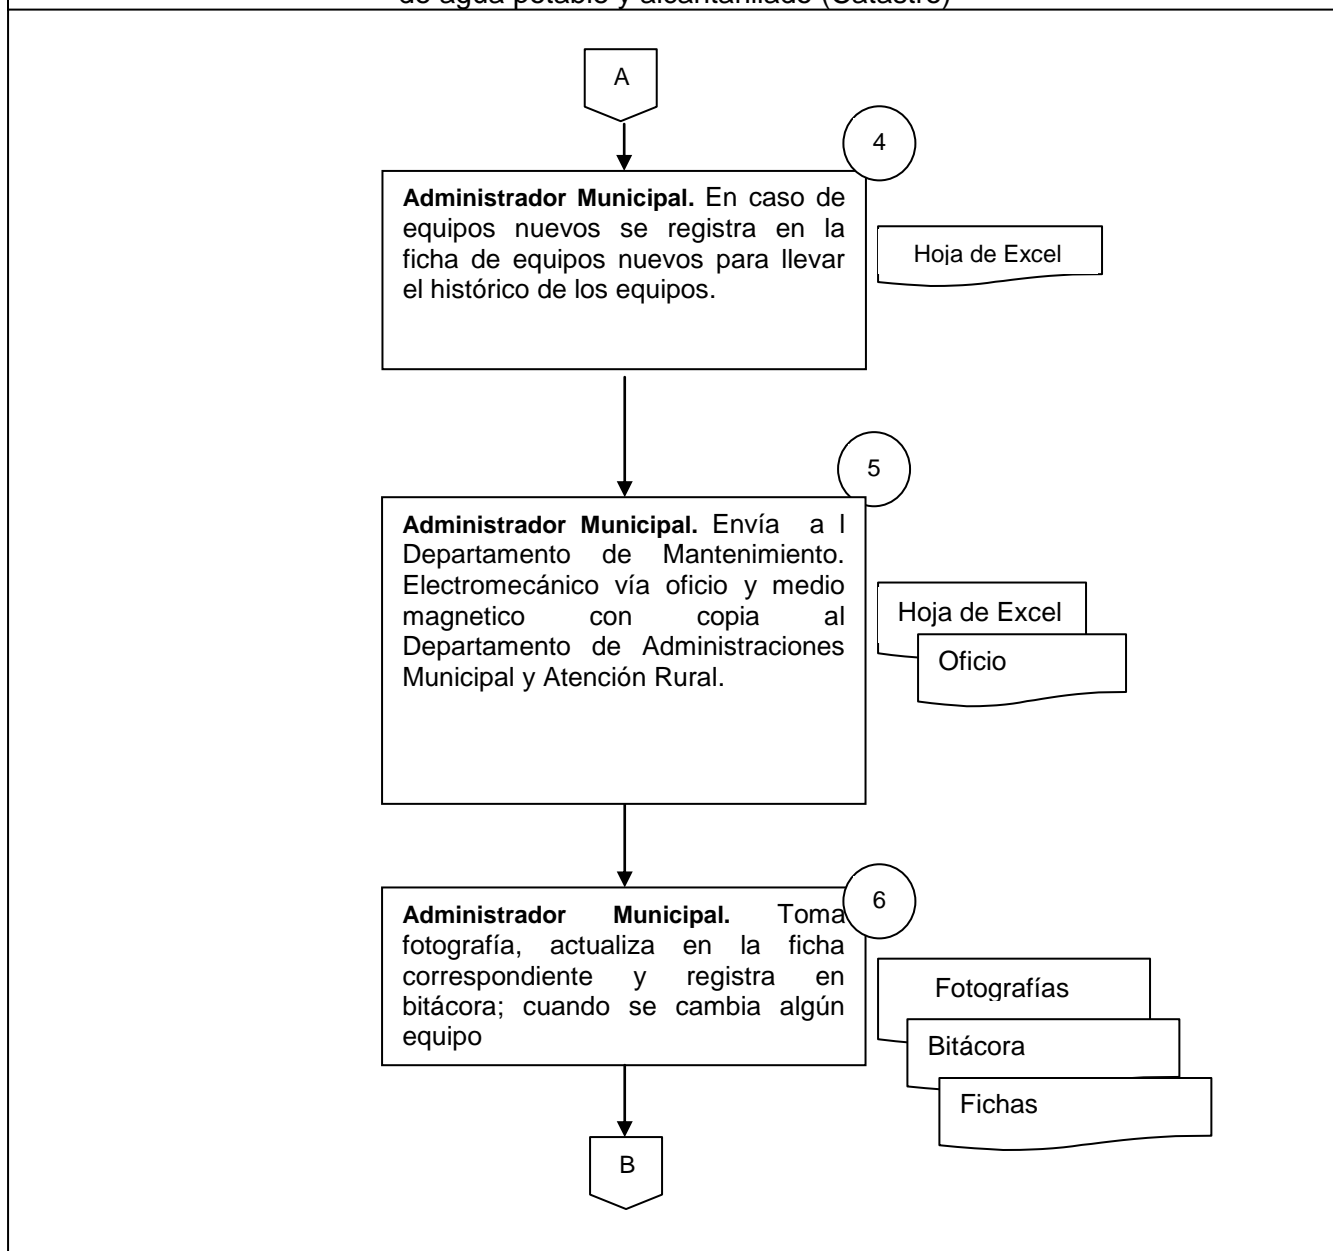 de agua potable y alcantarillado (Catastro)
A
4
Administrador Municipal. En caso de
equipos nuevos se registra en la
ficha de equipos nuevos para llevar
el histórico de los equipos.
Hoja de Excel
5
Administrador Municipal. Envía a l
Departamento de Mantenimiento.
Electromecánico vía oficio y medio
magnetico con copia al
Departamento de Administraciones
Municipal y Atención Rural.
Hoja de Excel
Oficio
6
Administrador Municipal. Toma
fotografía, actualiza en la ficha
correspondiente y registra en
bitácora; cuando se cambia algún
equipo
Fotografías
Bitácora
Fichas
B